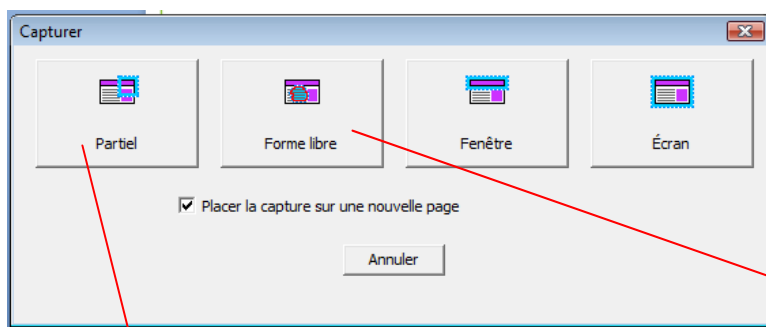 Capturer
Partiel
Forme libre
Fenêtre
Écran
Placer la capture sur une nouvelle page
Annuler